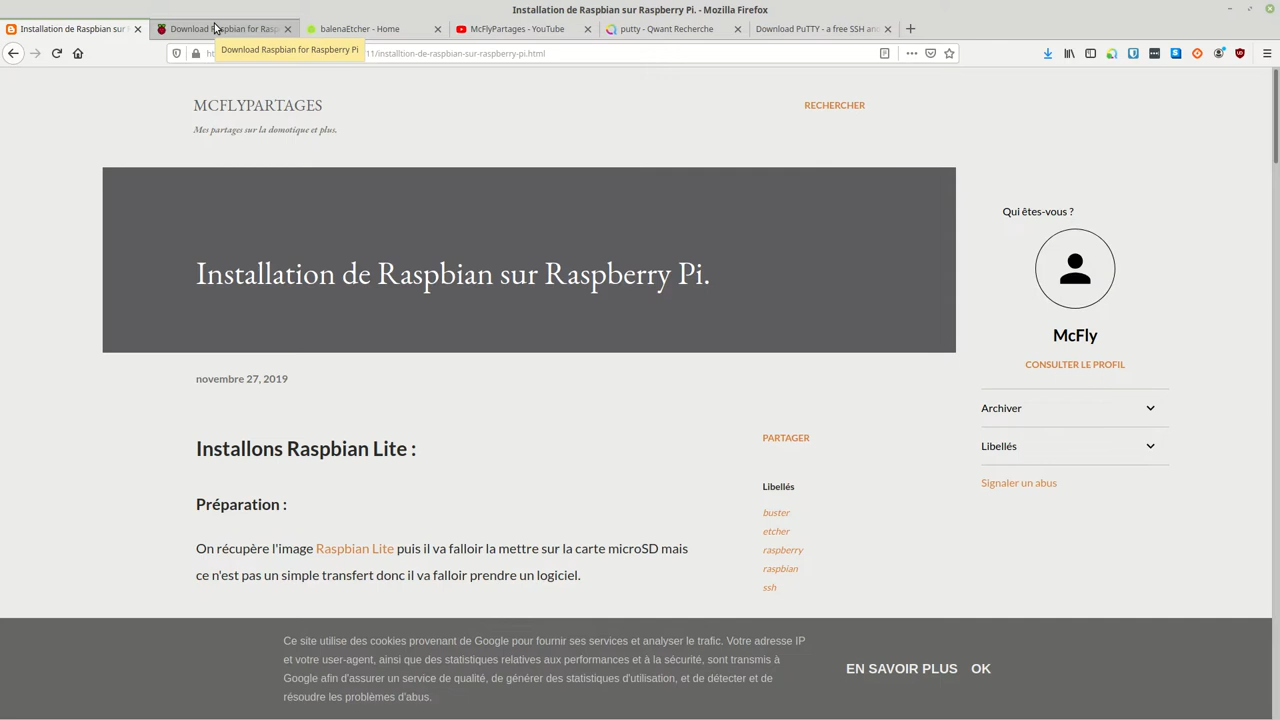 Installation de Raspbian sur Raspberry Pi. - Mozilla Firefox
Installation de Raspbian sur
Download Raspbian for Rasp
balenaEtcher - Home
McFlyPartages - YouTube
putty - Qwant Recherche
Download PuTTY - a free SSH and
Download Raspbian for Raspberry Pi
11/installtion-de-raspbian-sur-raspberry-pi.html
MCFLYPARTAGES
RECHERCHER
Mes partages sur la domotique et plus.
Qui êtes-vous ?
Installation de Raspbian sur Raspberry Pi.
McFly
CONSULTER LE PROFIL
novembre 27, 2019
Archiver
Installons Raspbian Lite :
PARTAGER
Libellés
Signaler un abus
Libellés
Préparation :
buster
etcher
On récupère l'image Raspbian Lite puis il va falloir la mettre sur la carte microSD mais
raspberry
ce n'est pas un simple transfert donc il va falloir prendre un logiciel.
raspbian
ssh
Ce site utilise des cookies provenant de Google pour fournir ses services et analyser le trafic. Votre adresse IP
et votre user-agent, ainsi que des statistiques relatives aux performances et à la sécurité, sont transmis à
Google afin d'assurer un service de qualité, de générer des statistiques d'utilisation, et de détecter et de
résoudre les problèmes d'abus.
EN SAVOIR PLUS
OK